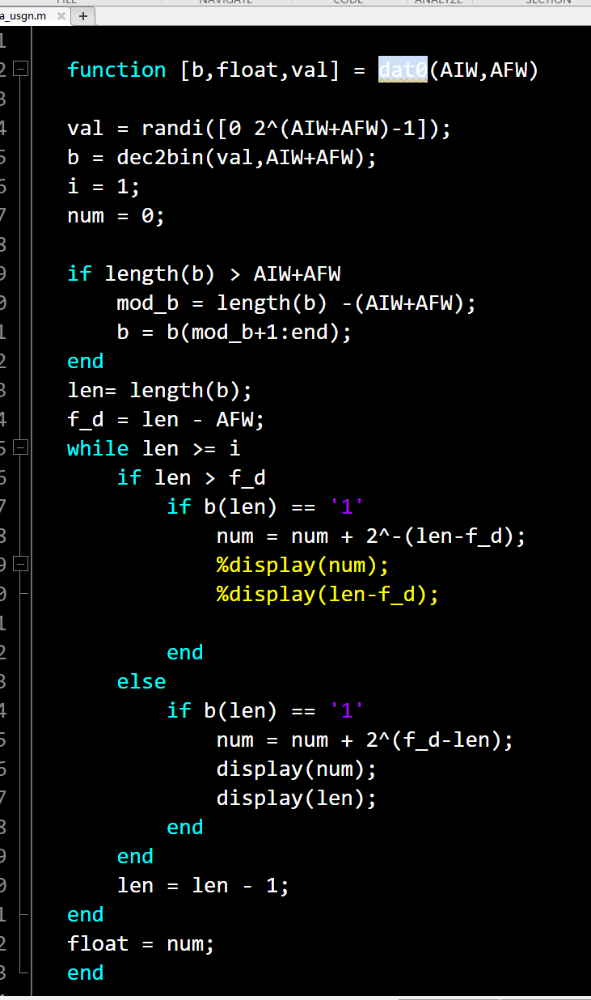 a_usgn.m × +
function [b,float,val] = dat0(AIW,AFW)
val = randi([0 2^(AIW+AFW)-1]);
b = dec2bin(val,AIW+AFW);
i = 1;
num = 0;
if length(b) > AIW+AFW
mod_b = length(b) -(AIW+AFW);
b = b(mod_b+1:end);
end
len= length(b);
f_d = len - AFW;
while len >= i
if len > f_d
if b(len) == '1'
num = num + 2^-(len-f_d);
%display(num);
%display(len-f_d);
end
else
if b(len) == '1'
num = num + 2^(f_d-len);
display(num);
display(len);
end
end
len = len - 1;
end
float = num;
end